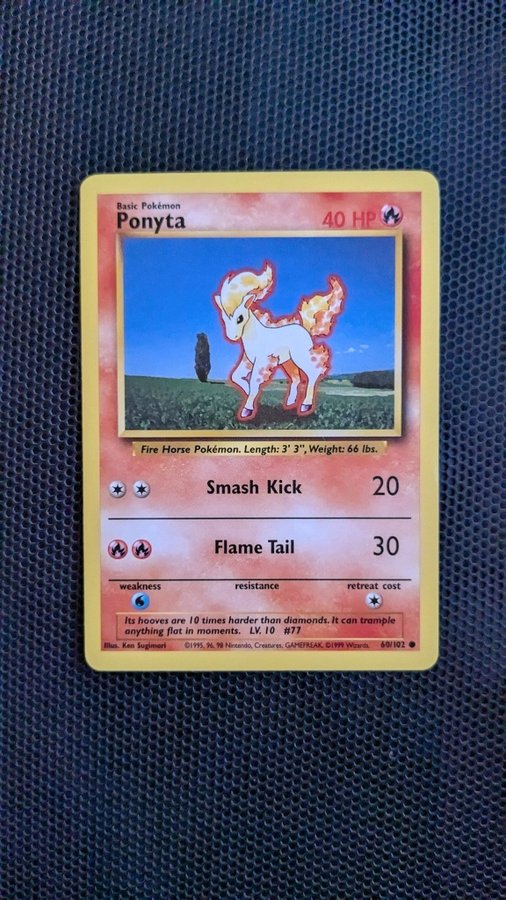 Basic Pokémon
Ponyta
40 HP
Fire Horse Pokémon. Length: 3' 3", Weight: 66 lbs.
Smash Kick 20
Flame Tail 30
weakness resistance retreat cost
Its hooves are 10 times harder than diamonds. It can trample
anything flat in moments. LV. 10 #77
Illus. Ken Sugimori ©1995, 96, 98 Nintendo, Creatures, GAMEFREAK. ©1999 Wizards. 60/102